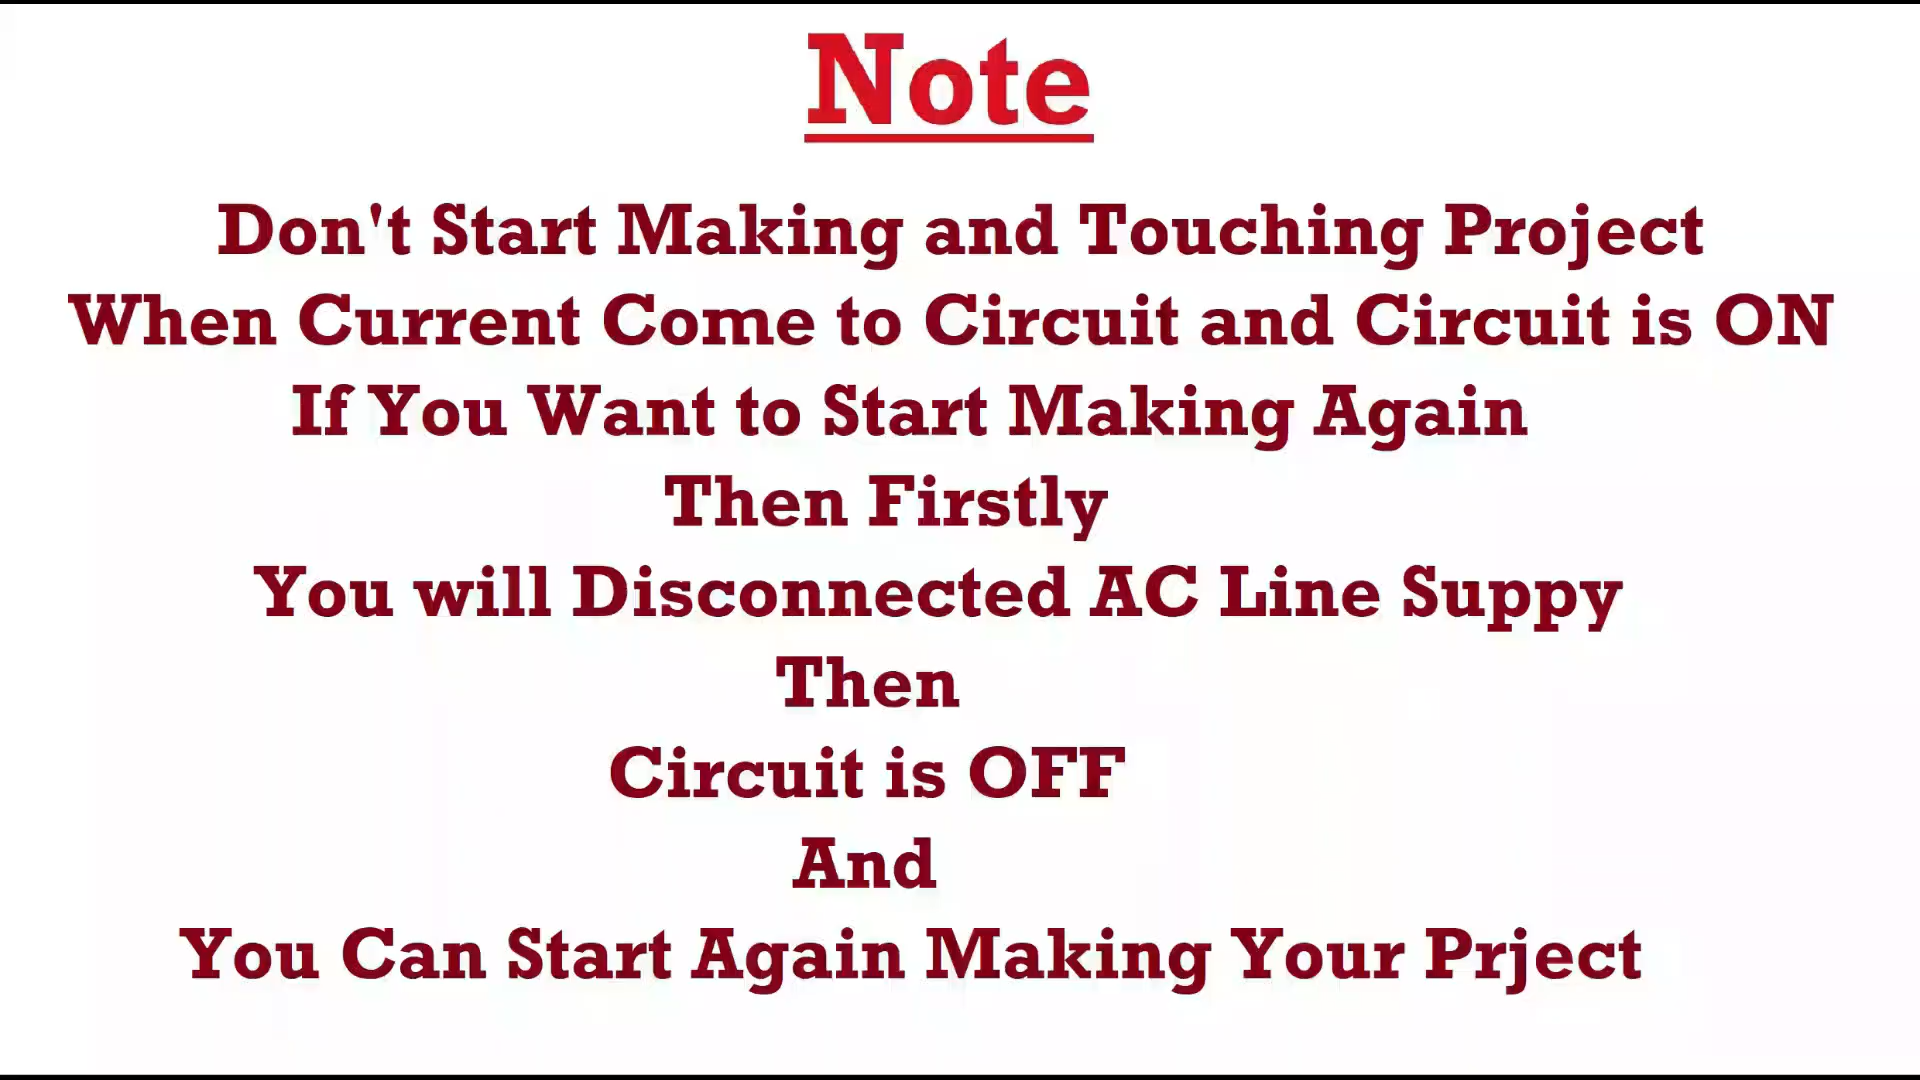 Note
Don't Start Making and Touching Project
When Current Come to Circuit and Circuit is ON
If You Want to Start Making Again
Then Firstly
You will Disconnected AC Line Suppy
Then
Circuit is OFF
And
You Can Start Again Making Your Prject